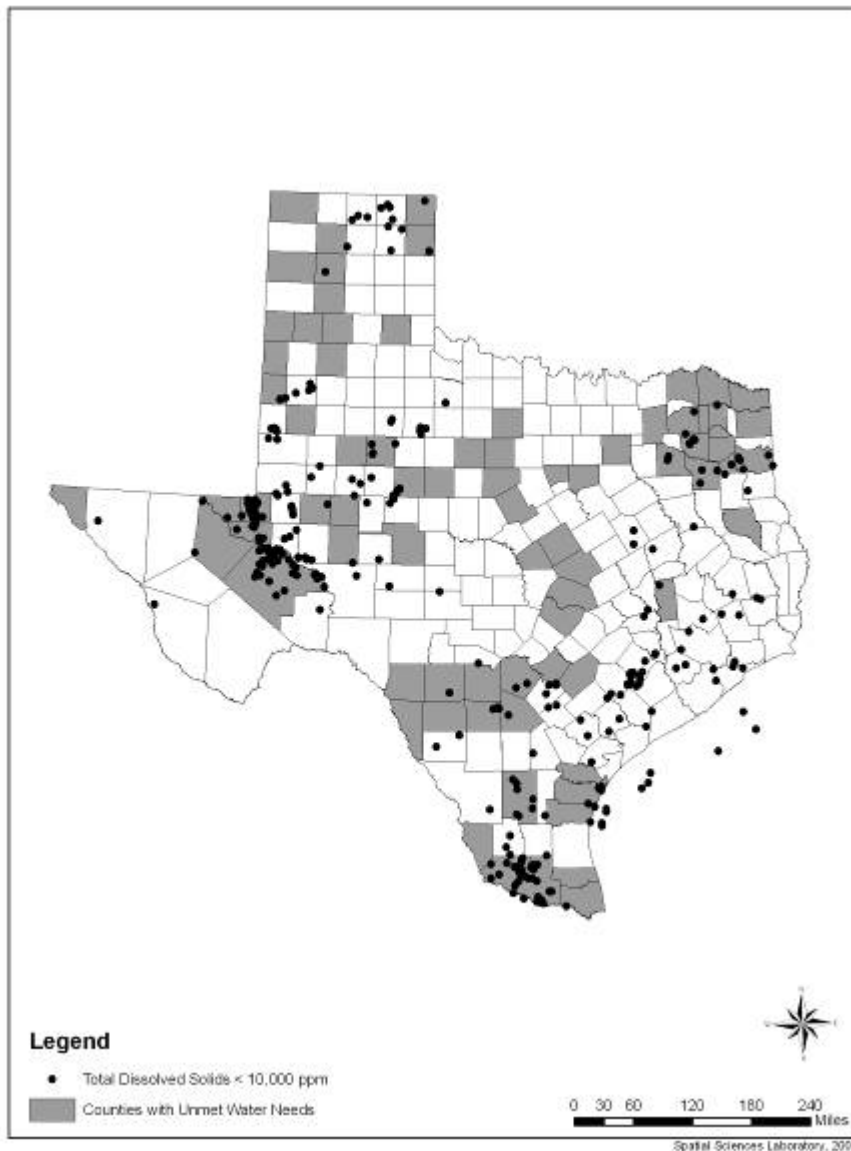 Legend
Total Dissolved Solids < 10,000 ppm
Counties with Unmet Water Needs
0 30 60 120 180 240
Miles
Spatial Sciences Laboratory, 200